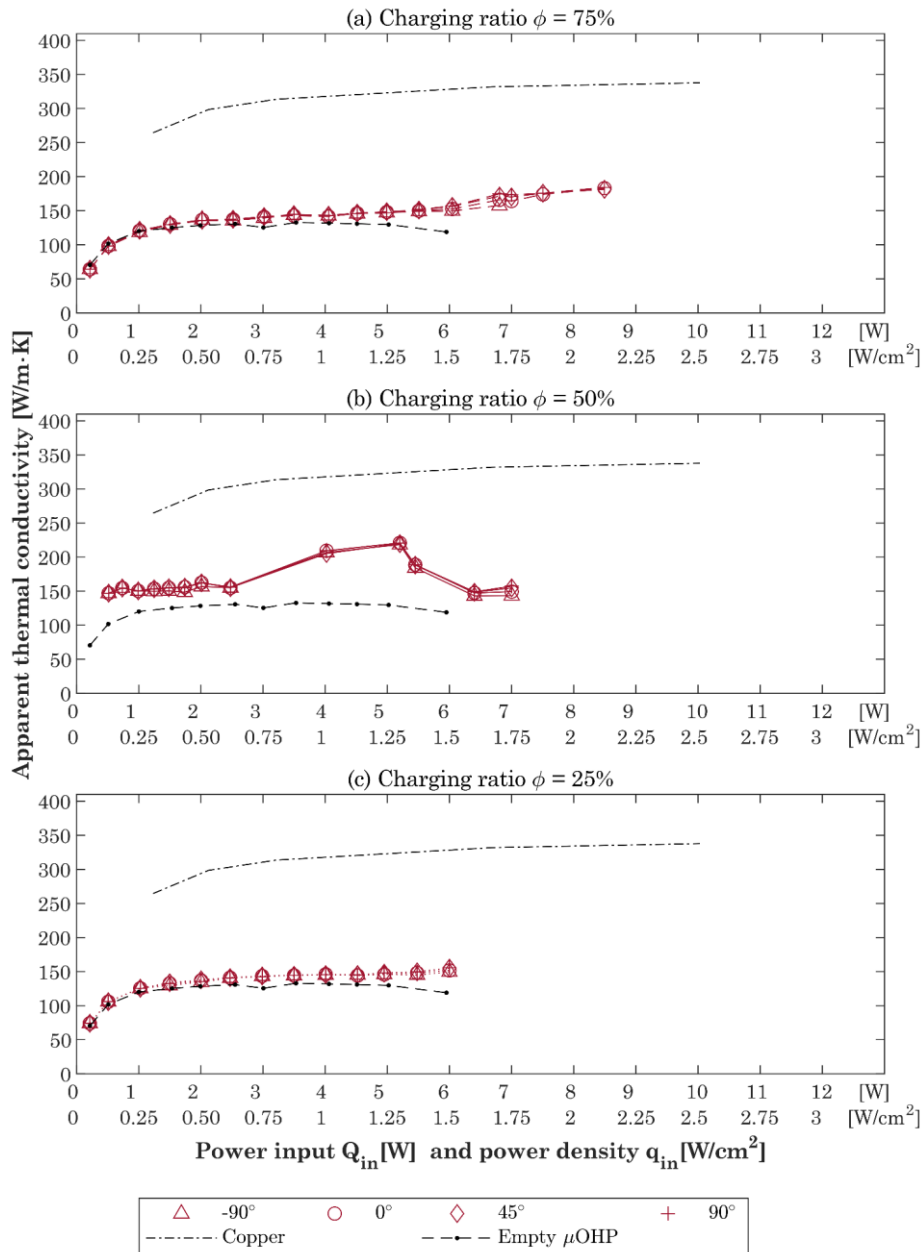 (a) Charging ratio ϕ = 75%
400
350
300
250
200
150
100
50
0
0 1 2 3 4 5 6 7 8 9 10 11 12 [W]
0 0.25 0.50 0.75 1 1.25 1.5 1.75 2 2.25 2.5 2.75 3 [W/cm²]
Apparent thermal conductivity [W/m·K]
(b) Charging ratio ϕ = 50%
400
350
300
250
200
150
100
50
0
0 1 2 3 4 5 6 7 8 9 10 11 12 [W]
0 0.25 0.50 0.75 1 1.25 1.5 1.75 2 2.25 2.5 2.75 3 [W/cm²]
(c) Charging ratio ϕ = 25%
400
350
300
250
200
150
100
50
0
0 1 2 3 4 5 6 7 8 9 10 11 12 [W]
0 0.25 0.50 0.75 1 1.25 1.5 1.75 2 2.25 2.5 2.75 3 [W/cm²]
Power input Q_in[W] and power density q_in[W/cm²]
-90° 0° 45° 90°
Copper Empty μOHP